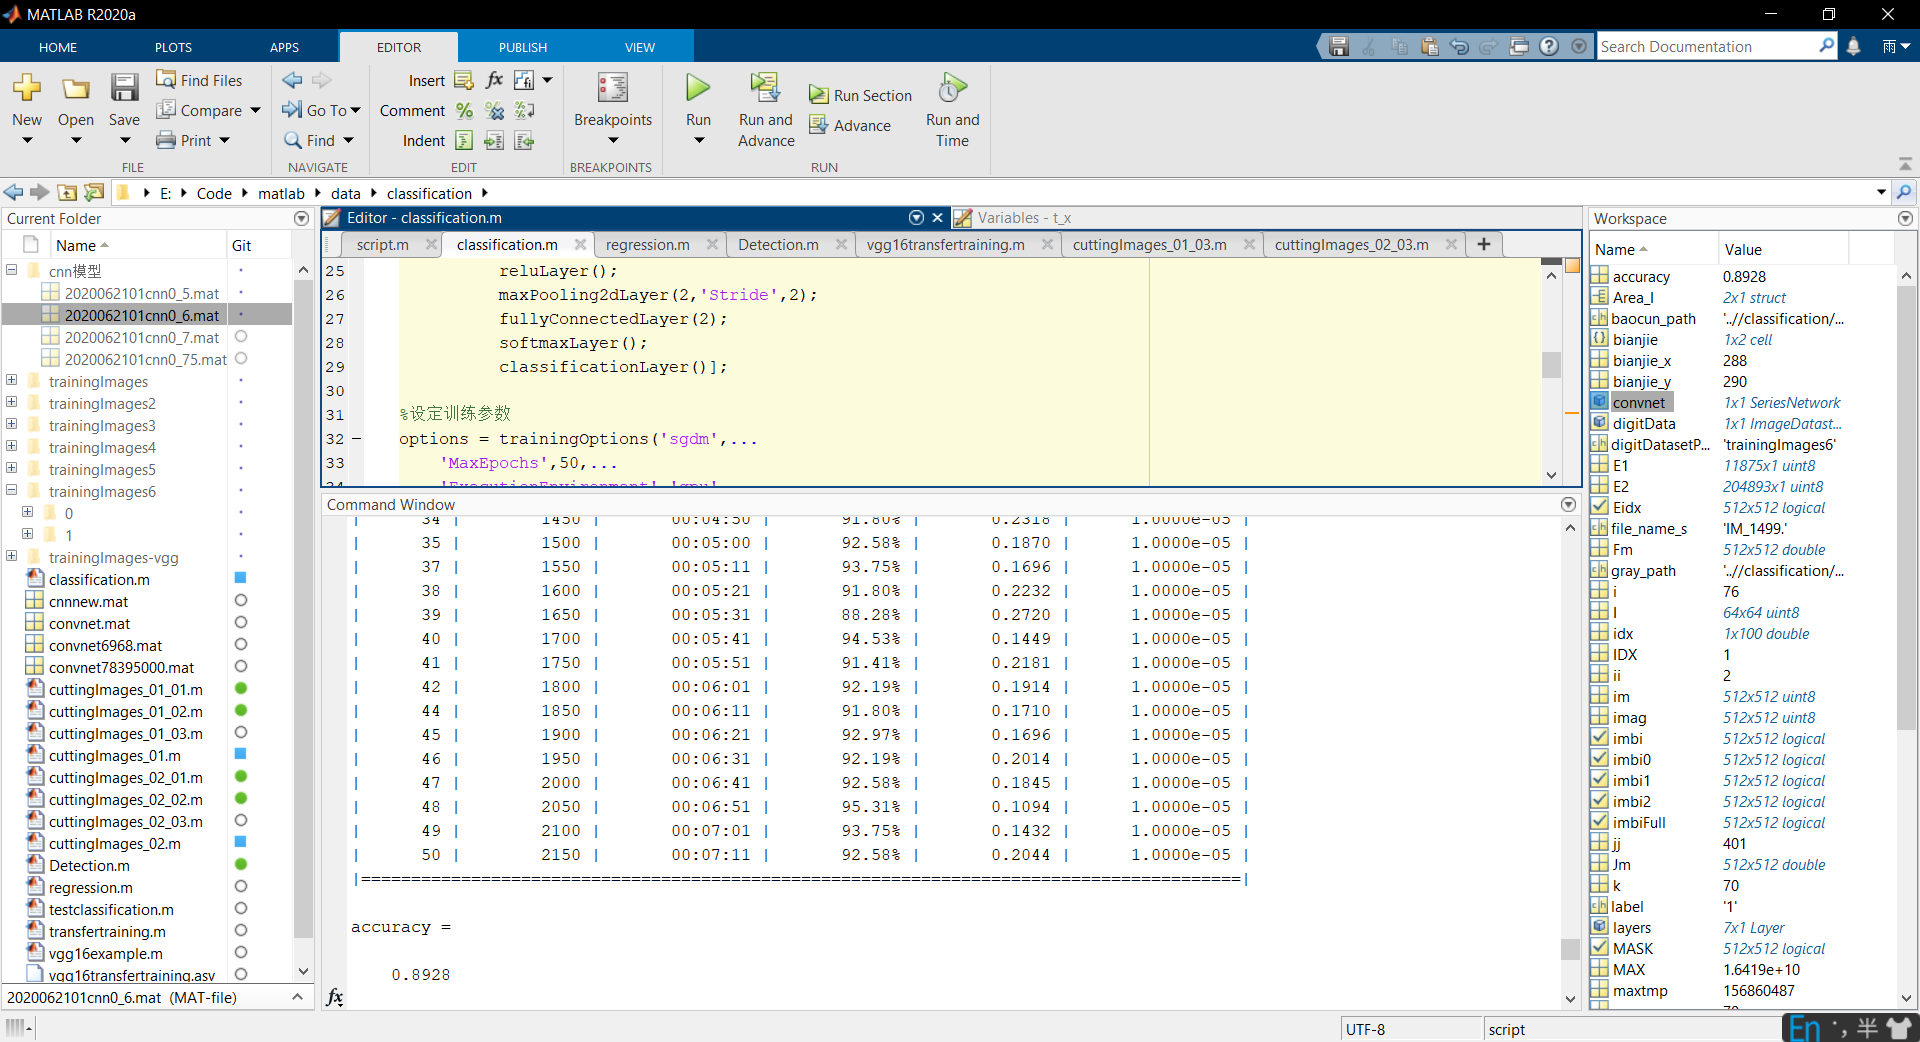 MATLAB R2020a
HOME PLOTS APPS EDITOR PUBLISH VIEW
Search Documentation
雨
New
Open
Save
Find Files
Compare
Print
FILE
Go To
Find
NAVIGATE
Insert
Comment
Indent
EDIT
Breakpoints
BREAKPOINTS
Run
Run and Advance
Run Section
Advance
Run and Time
RUN
E: Code matlab data classification
Current Folder
Name Git
cnn模型
2020062101cnn0_5.mat
2020062101cnn0_6.mat
2020062101cnn0_7.mat
2020062101cnn0_75.mat
trainingImages
trainingImages2
trainingImages3
trainingImages4
trainingImages5
trainingImages6
0
1
trainingImages-vgg
classification.m
cnnnew.mat
convnet.mat
convnet6968.mat
convnet78395000.mat
cuttingImages_01_01.m
cuttingImages_01_02.m
cuttingImages_01_03.m
cuttingImages_01.m
cuttingImages_02_01.m
cuttingImages_02_02.m
cuttingImages_02_03.m
cuttingImages_02.m
Detection.m
regression.m
testclassification.m
transfertraining.m
vgg16example.m
vgg16transfertraining.asv
2020062101cnn0_6.mat (MAT-file)
Editor - classification.m
Variables - t_x
script.m classification.m regression.m Detection.m vgg16transfertraining.m cuttingImages_01_03.m cuttingImages_02_03.m
25 reluLayer();
26 maxPooling2dLayer(2,'Stride',2);
27 fullyConnectedLayer(2);
28 softmaxLayer();
29 classificationLayer()];
30
31 %设定训练参数
32 options = trainingOptions('sgdm',...
33 'MaxEpochs',50,...
34 'ExecutionEnvironment','gpu'
Command Window
| 34 | 1450 | 00:04:50 | 91.80% | 0.2318 | 1.0000e-05 |
| 35 | 1500 | 00:05:00 | 92.58% | 0.1870 | 1.0000e-05 |
| 37 | 1550 | 00:05:11 | 93.75% | 0.1696 | 1.0000e-05 |
| 38 | 1600 | 00:05:21 | 91.80% | 0.2232 | 1.0000e-05 |
| 39 | 1650 | 00:05:31 | 88.28% | 0.2720 | 1.0000e-05 |
| 40 | 1700 | 00:05:41 | 94.53% | 0.1449 | 1.0000e-05 |
| 41 | 1750 | 00:05:51 | 91.41% | 0.2181 | 1.0000e-05 |
| 42 | 1800 | 00:06:01 | 92.19% | 0.1914 | 1.0000e-05 |
| 44 | 1850 | 00:06:11 | 91.80% | 0.1710 | 1.0000e-05 |
| 45 | 1900 | 00:06:21 | 92.97% | 0.1696 | 1.0000e-05 |
| 46 | 1950 | 00:06:31 | 92.19% | 0.2014 | 1.0000e-05 |
| 47 | 2000 | 00:06:41 | 92.58% | 0.1845 | 1.0000e-05 |
| 48 | 2050 | 00:06:51 | 95.31% | 0.1094 | 1.0000e-05 |
| 49 | 2100 | 00:07:01 | 93.75% | 0.1432 | 1.0000e-05 |
| 50 | 2150 | 00:07:11 | 92.58% | 0.2044 | 1.0000e-05 |
|========================================================================================|
accuracy =
0.8928
fx
Workspace
Name Value
accuracy 0.8928
Area_I 2x1 struct
baocun_path '..//classification/...
bianjie 1x2 cell
bianjie_x 288
bianjie_y 290
convnet 1x1 SeriesNetwork
digitData 1x1 ImageDatast...
digitDatasetP... 'trainingImages6'
E1 11875x1 uint8
E2 204893x1 uint8
Eidx 512x512 logical
file_name_s 'IM_1499.'
Fm 512x512 double
gray_path '..//classification/...
i 76
I 64x64 uint8
idx 1x100 double
IDX 1
ii 2
im 512x512 uint8
imag 512x512 uint8
imbi 512x512 logical
imbi0 512x512 logical
imbi1 512x512 logical
imbi2 512x512 logical
imbiFull 512x512 logical
jj 401
Jm 512x512 double
k 70
label '1'
layers 7x1 Layer
MASK 512x512 logical
MAX 1.6419e+10
maxtmp 156860487
UTF-8
script
En 半